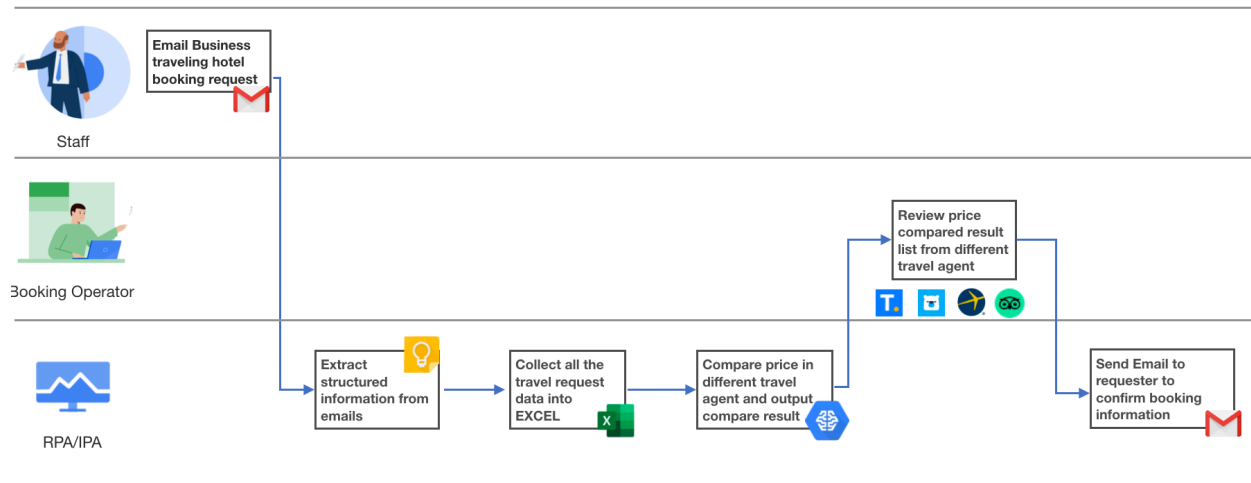 Email Business
traveling hotel
booking request
Staff
Review price
compared result
list from different
travel agent
T.
Booking Operator
Extract
structured
information from
emails
Collect all the
travel request
data into
EXCEL
X
Compare price in
different travel
agent and output
compare result
Send Email to
requester to
confirm booking
information
RPA/IPA